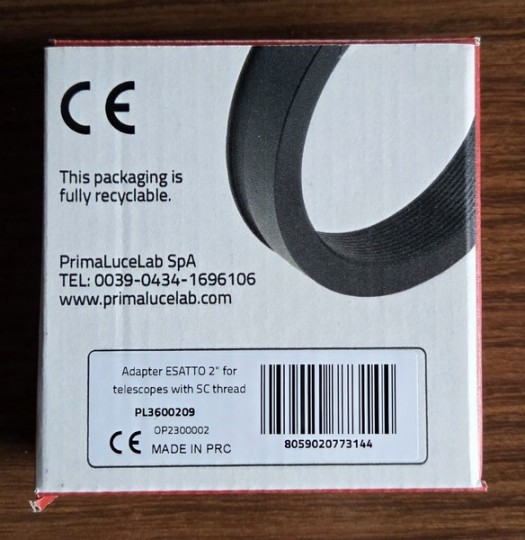 CE
This packaging is
fully recyclable.
PrimaLuceLab SpA
TEL: 0039-0434-1696106
www.primalucelab.com
Adapter ESATTO 2" for
telescopes with SC thread
PL3600209
OP2300002
CE MADE IN PRC
8059020773144